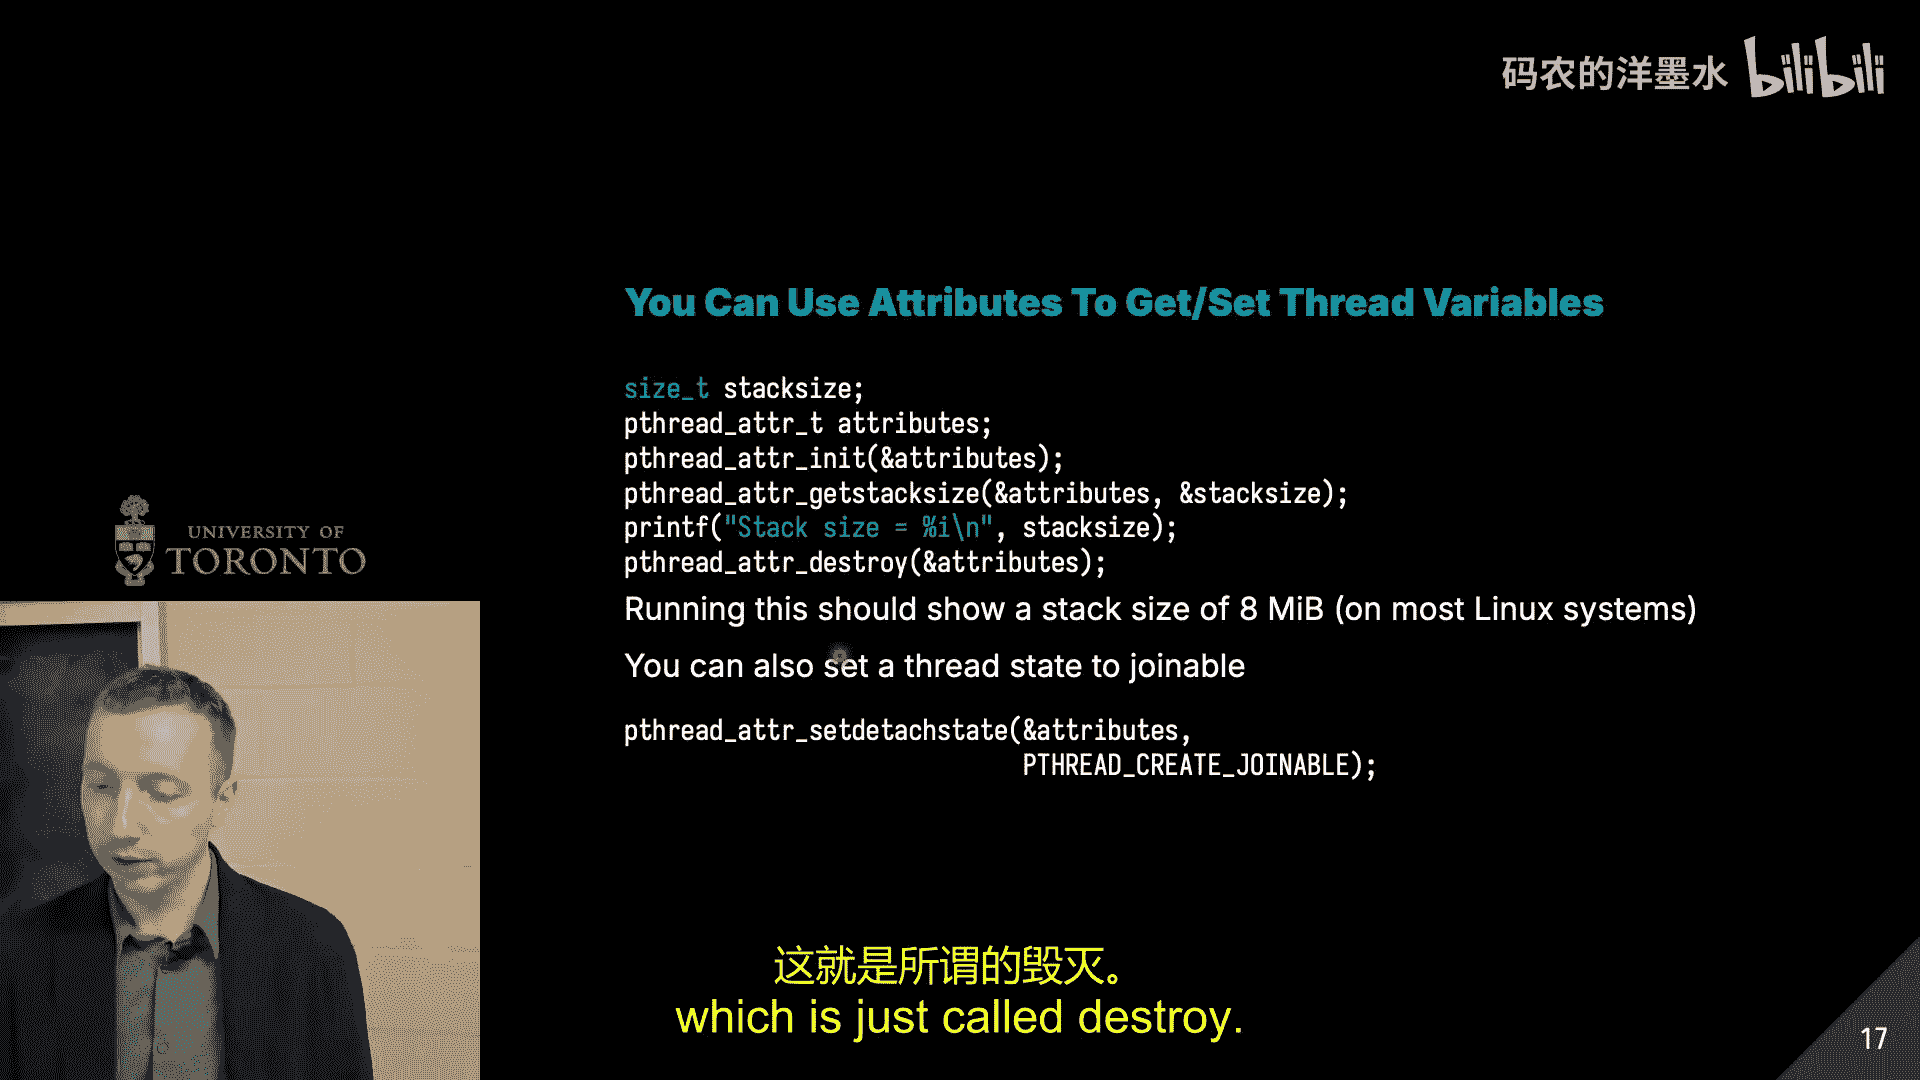 码农的洋墨水 bilibili
You Can Use Attributes To Get/Set Thread Variables
size_t stacksize;
pthread_attr_t attributes;
pthread_attr_init(&attributes);
pthread_attr_getstacksize(&attributes, &stacksize);
printf("Stack size = %i\n", stacksize);
pthread_attr_destroy(&attributes);
Running this should show a stack size of 8 MiB (on most Linux systems)
You can also set a thread state to joinable
pthread_attr_setdetachstate(&attributes,
PTHREAD_CREATE_JOINABLE);
UNIVERSITY OF
TORONTO
这就是所谓的毁灭。
which is just called destroy.
17